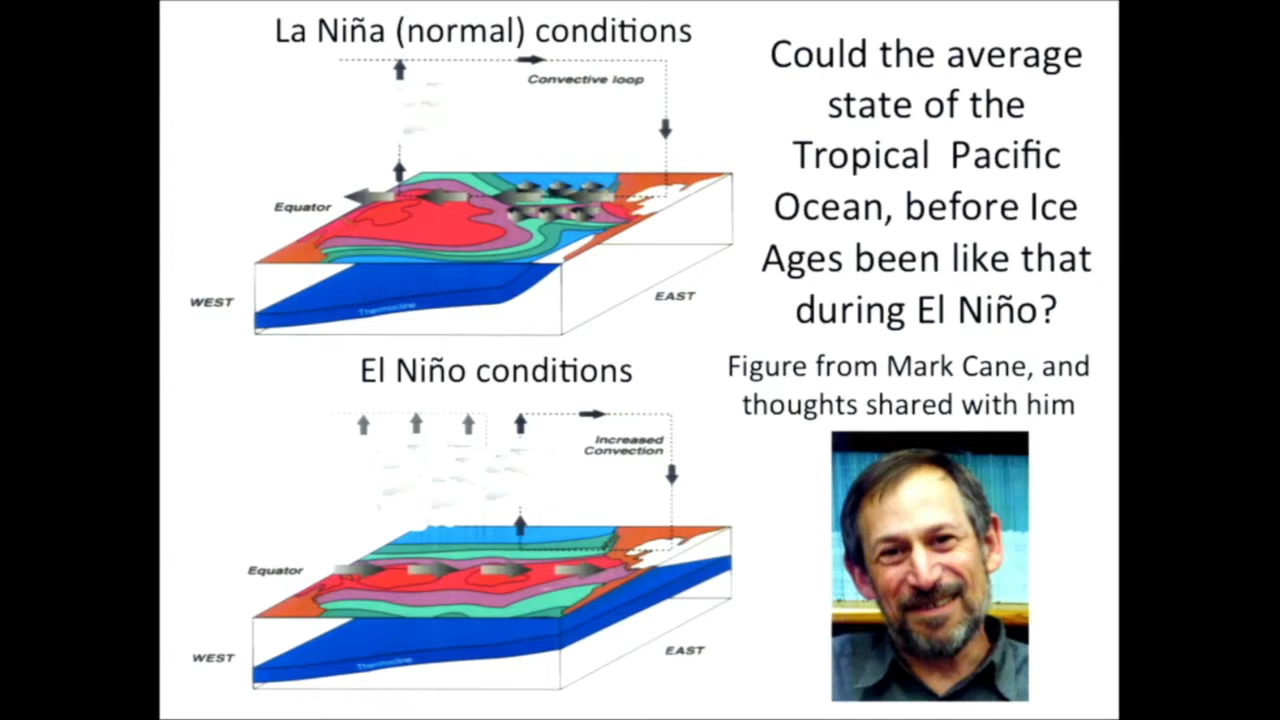 La Niña (normal) conditions
Convective loop
Equator
WEST
EAST
Thermocline
El Niño conditions
Increased
Convection
Equator
WEST
EAST
Thermocline
Could the average
state of the
Tropical Pacific
Ocean, before Ice
Ages been like that
during El Niño?
Figure from Mark Cane, and
thoughts shared with him